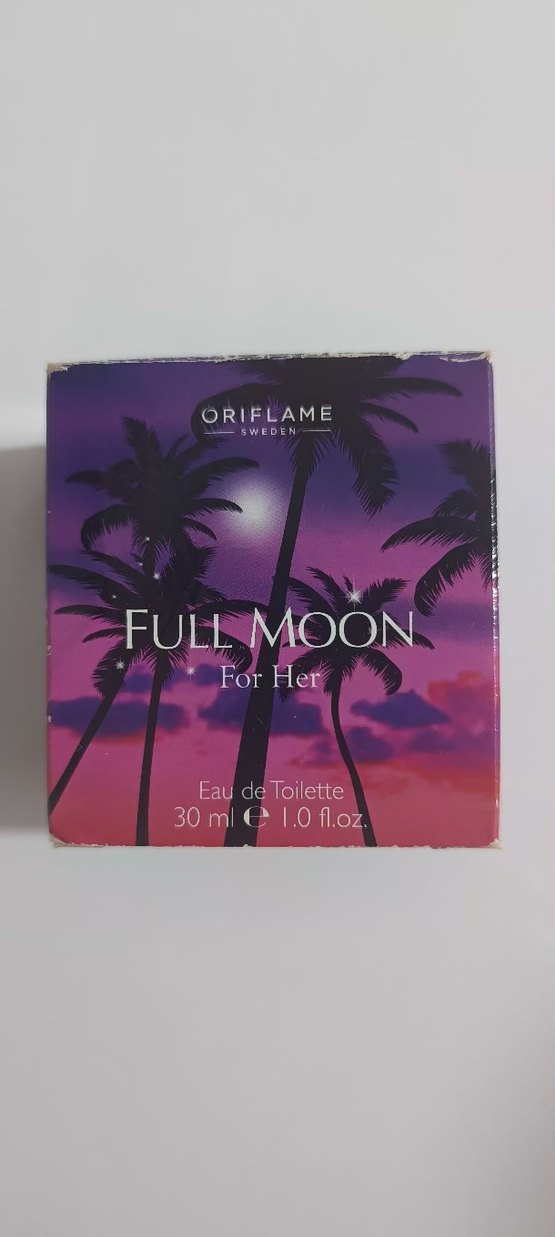 ORIFLAME
SWEDEN
FULL MOON
For Her
Eau de Toilette
30 ml ℮ 1.0 fl.oz.